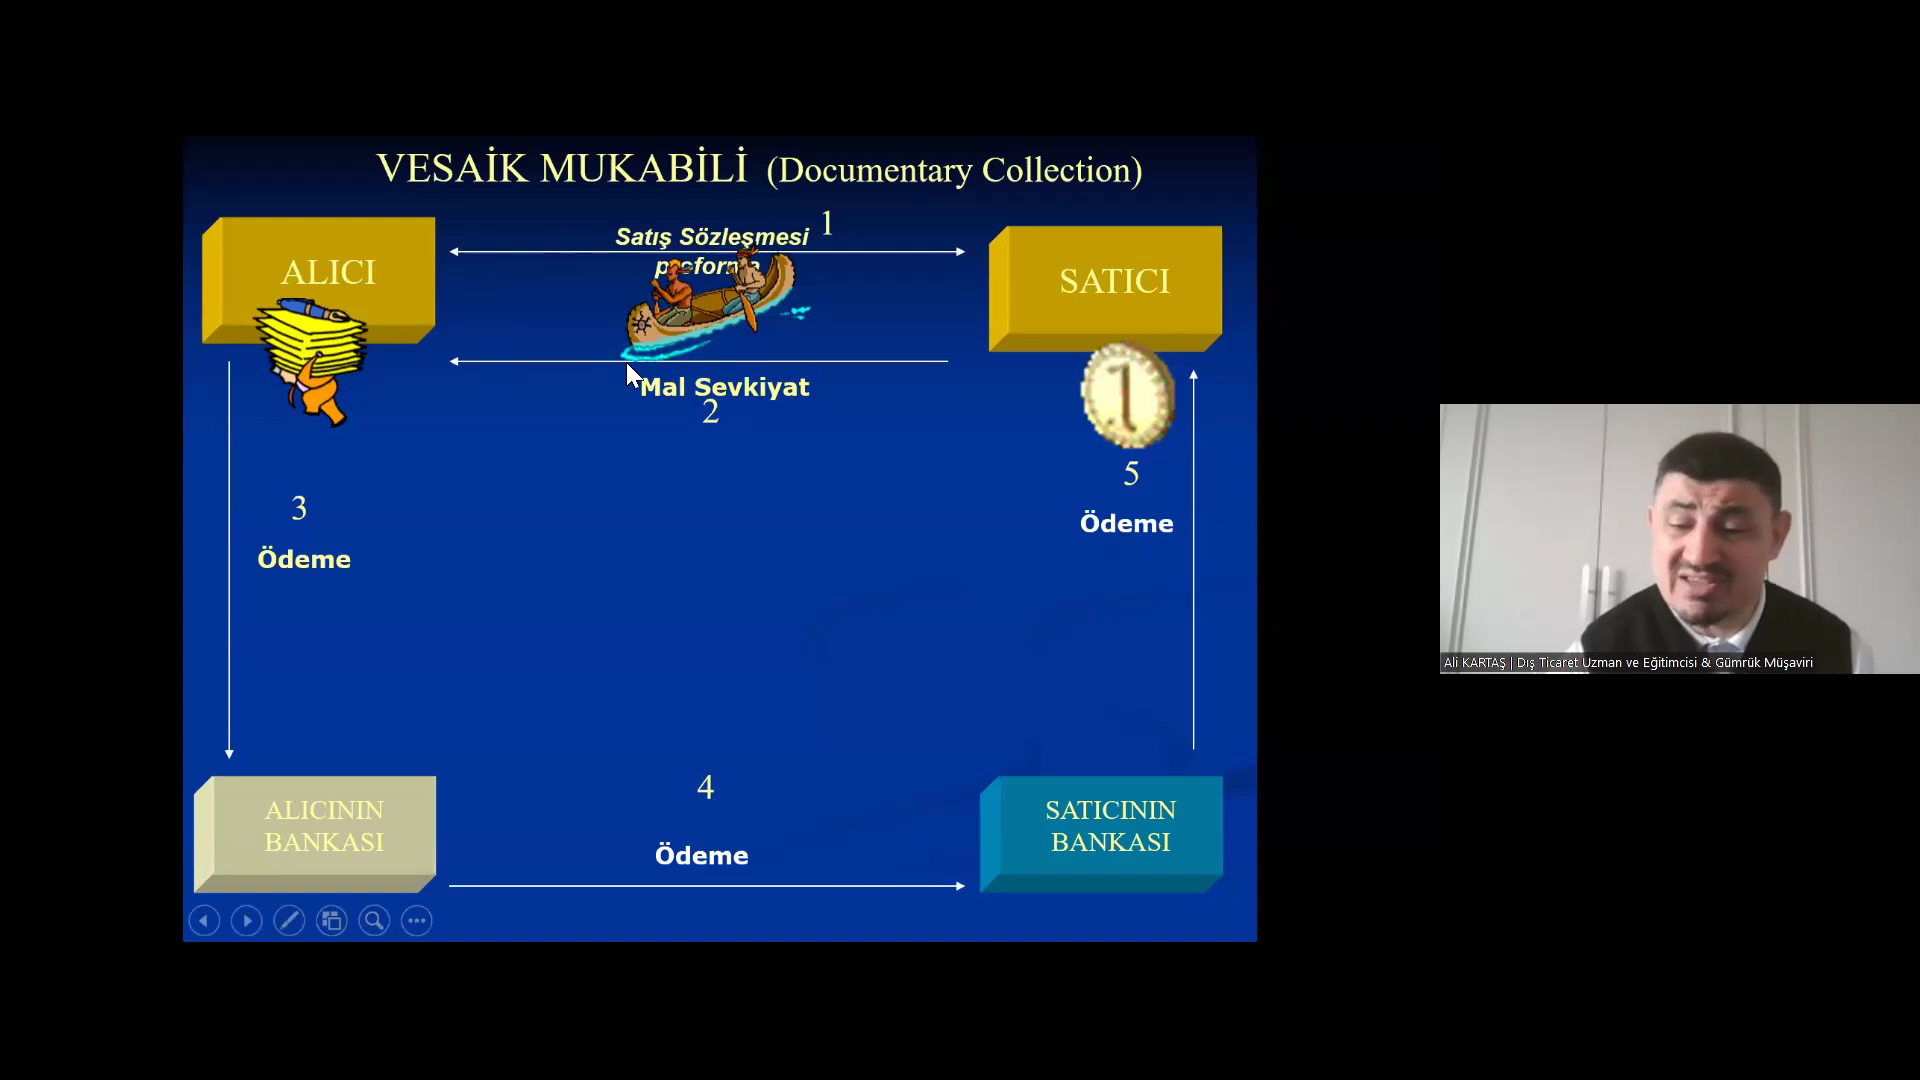 VESAİK MUKABİLİ (Documentary Collection)
1
Satış Sözleşmesi
ALICI
SATICI
Mal Sevkiyat
2
5
3
Ödeme
Ödeme
4
ALICININ
BANKASI
SATICININ
BANKASI
Ödeme
Ali KARTAŞ | Dış Ticaret Uzman ve Eğitimcisi & Gümrük Müşaviri